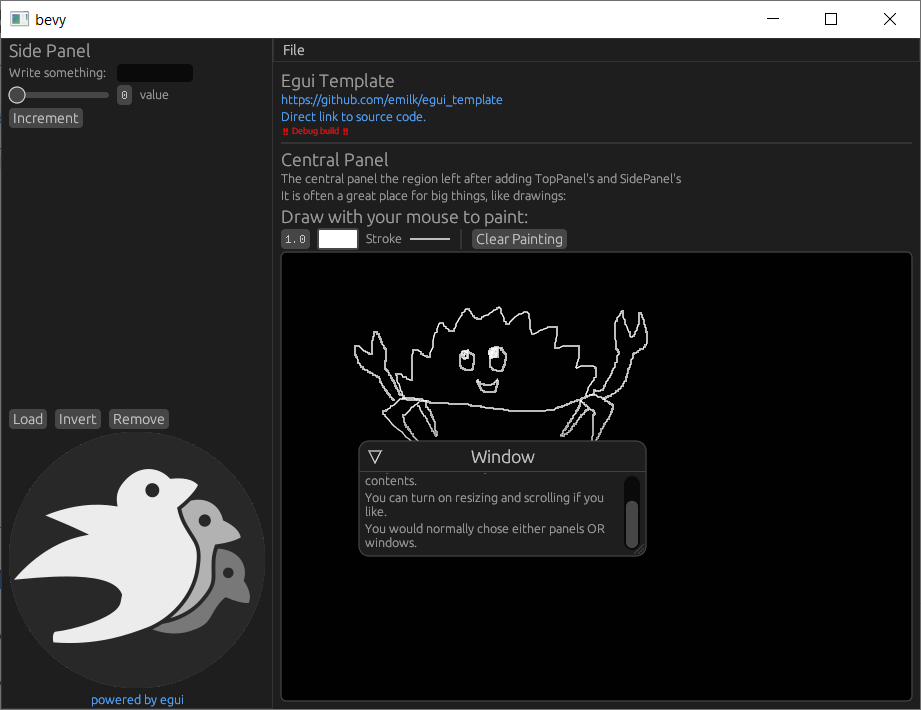 bevy
Side Panel
Write something:
0 value
Increment
Load Invert Remove
powered by egui
File
Egui Template
https://github.com/emilk/egui_template
Direct link to source code.
‼ Debug build ‼
Central Panel
The central panel the region left after adding TopPanel's and SidePanel's
It is often a great place for big things, like drawings:
Draw with your mouse to paint:
1.0 Stroke Clear Painting
Window
contents.
You can turn on resizing and scrolling if you
like.
You would normally chose either panels OR
windows.